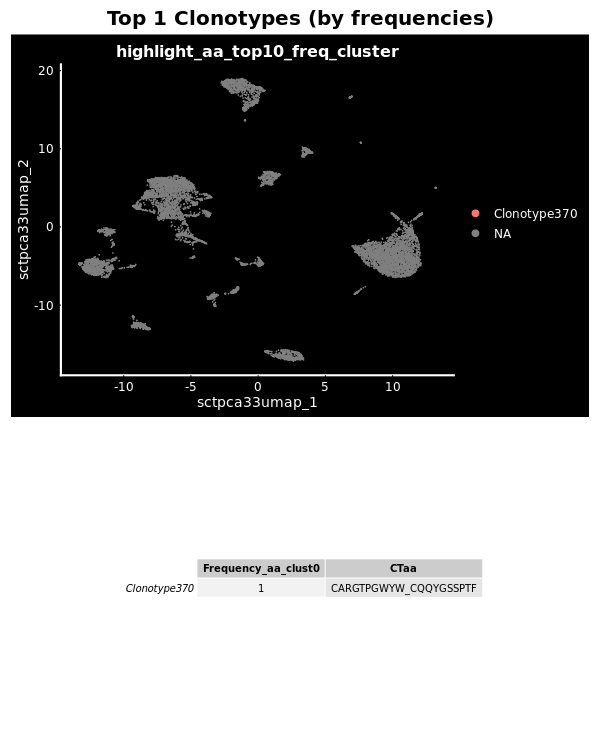 Top 1 Clonotypes (by frequencies)
highlight_aa_top10_freq_cluster
20
10
0
-10
sctpca33umap_2
-10
-5
0
5
10
sctpca33umap_1
Clonotype370
NA
Frequency_aa_clust0 CTaa
Clonotype370 1 CARGTPGWYW_CQQYGSSPTF